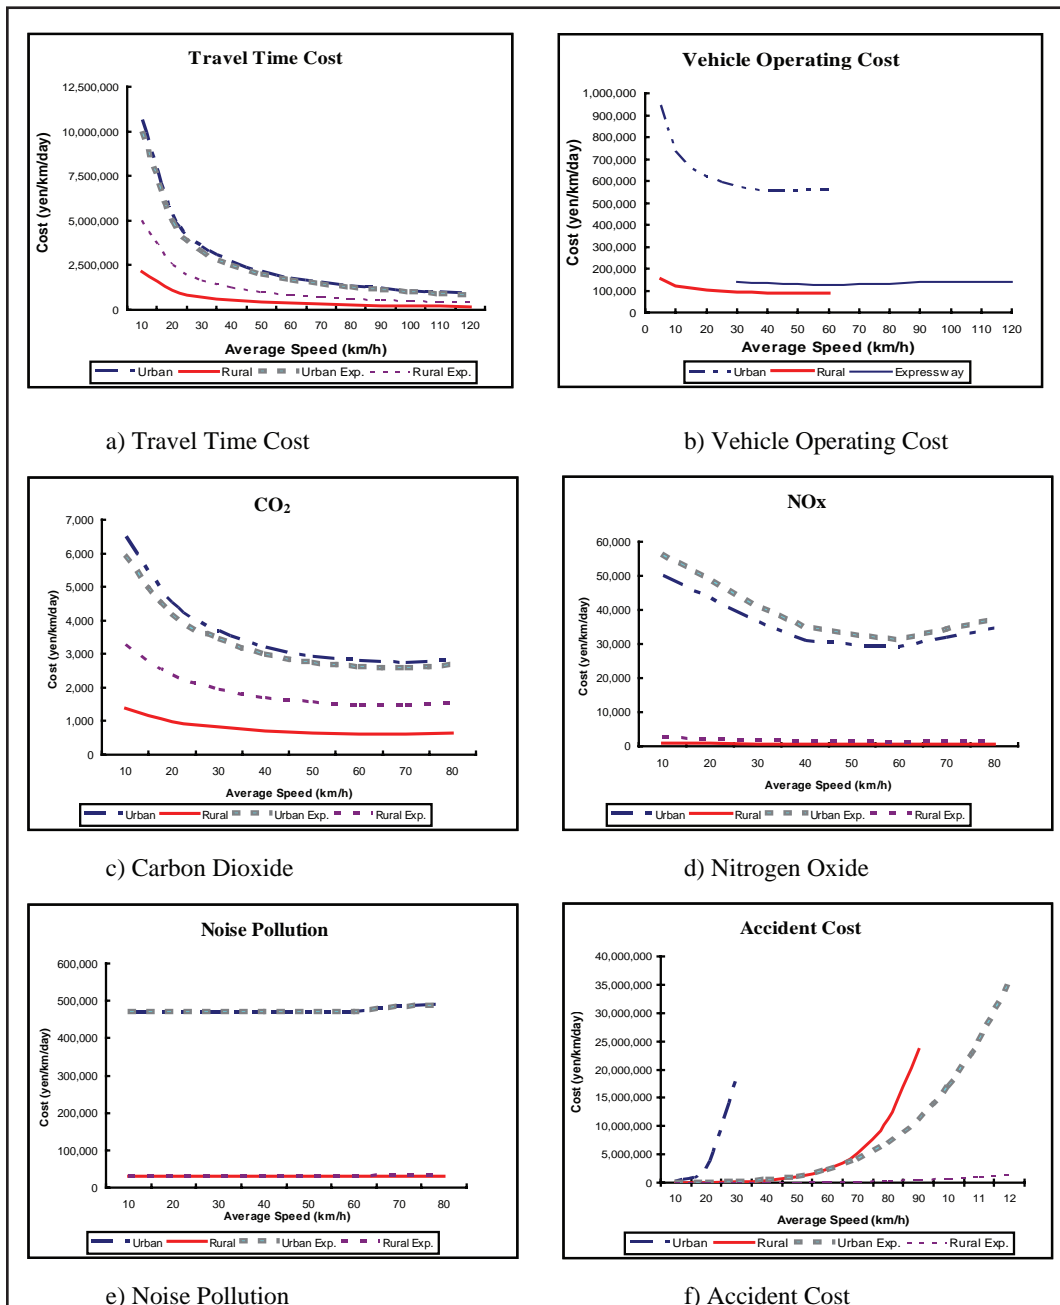 Travel Time Cost
Cost (yen/km/day)
12,500,000
10,000,000
7,500,000
5,000,000
2,500,000
0
10 20 30 40 50 60 70 80 90 100 110 120
Average Speed (km/h)
Urban Rural Urban Exp. Rural Exp.
a) Travel Time Cost
Vehicle Operating Cost
Cost (yen/km/day)
1,000,000
900,000
800,000
700,000
600,000
500,000
400,000
300,000
200,000
100,000
0
0 10 20 30 40 50 60 70 80 90 100 110 120
Average Speed (km/h)
Urban Rural Expressway
b) Vehicle Operating Cost
CO2
Cost (yen/km/day)
7,000
6,000
5,000
4,000
3,000
2,000
1,000
0
10 20 30 40 50 60 70 80
Average Speed (km/h)
Urban Rural Urban Exp. Rural Exp.
c) Carbon Dioxide
NOx
Cost (yen/km/day)
60,000
50,000
40,000
30,000
20,000
10,000
0
10 20 30 40 50 60 70 80
Average Speed (km/h)
Urban Rural Urban Exp. Rural Exp.
d) Nitrogen Oxide
Noise Pollution
Cost (yen/km/day)
600,000
500,000
400,000
300,000
200,000
100,000
0
10 20 30 40 50 60 70 80
Average Speed (km/h)
Urban Rural Urban Exp. Rural Exp.
e) Noise Pollution
Accident Cost
Cost (yen/km/day)
40,000,000
35,000,000
30,000,000
25,000,000
20,000,000
15,000,000
10,000,000
5,000,000
0
10 20 30 40 50 60 70 80 90 10 11 12
Average Speed (km/h)
Urban Rural Urban Exp. Rural Exp.
f) Accident Cost